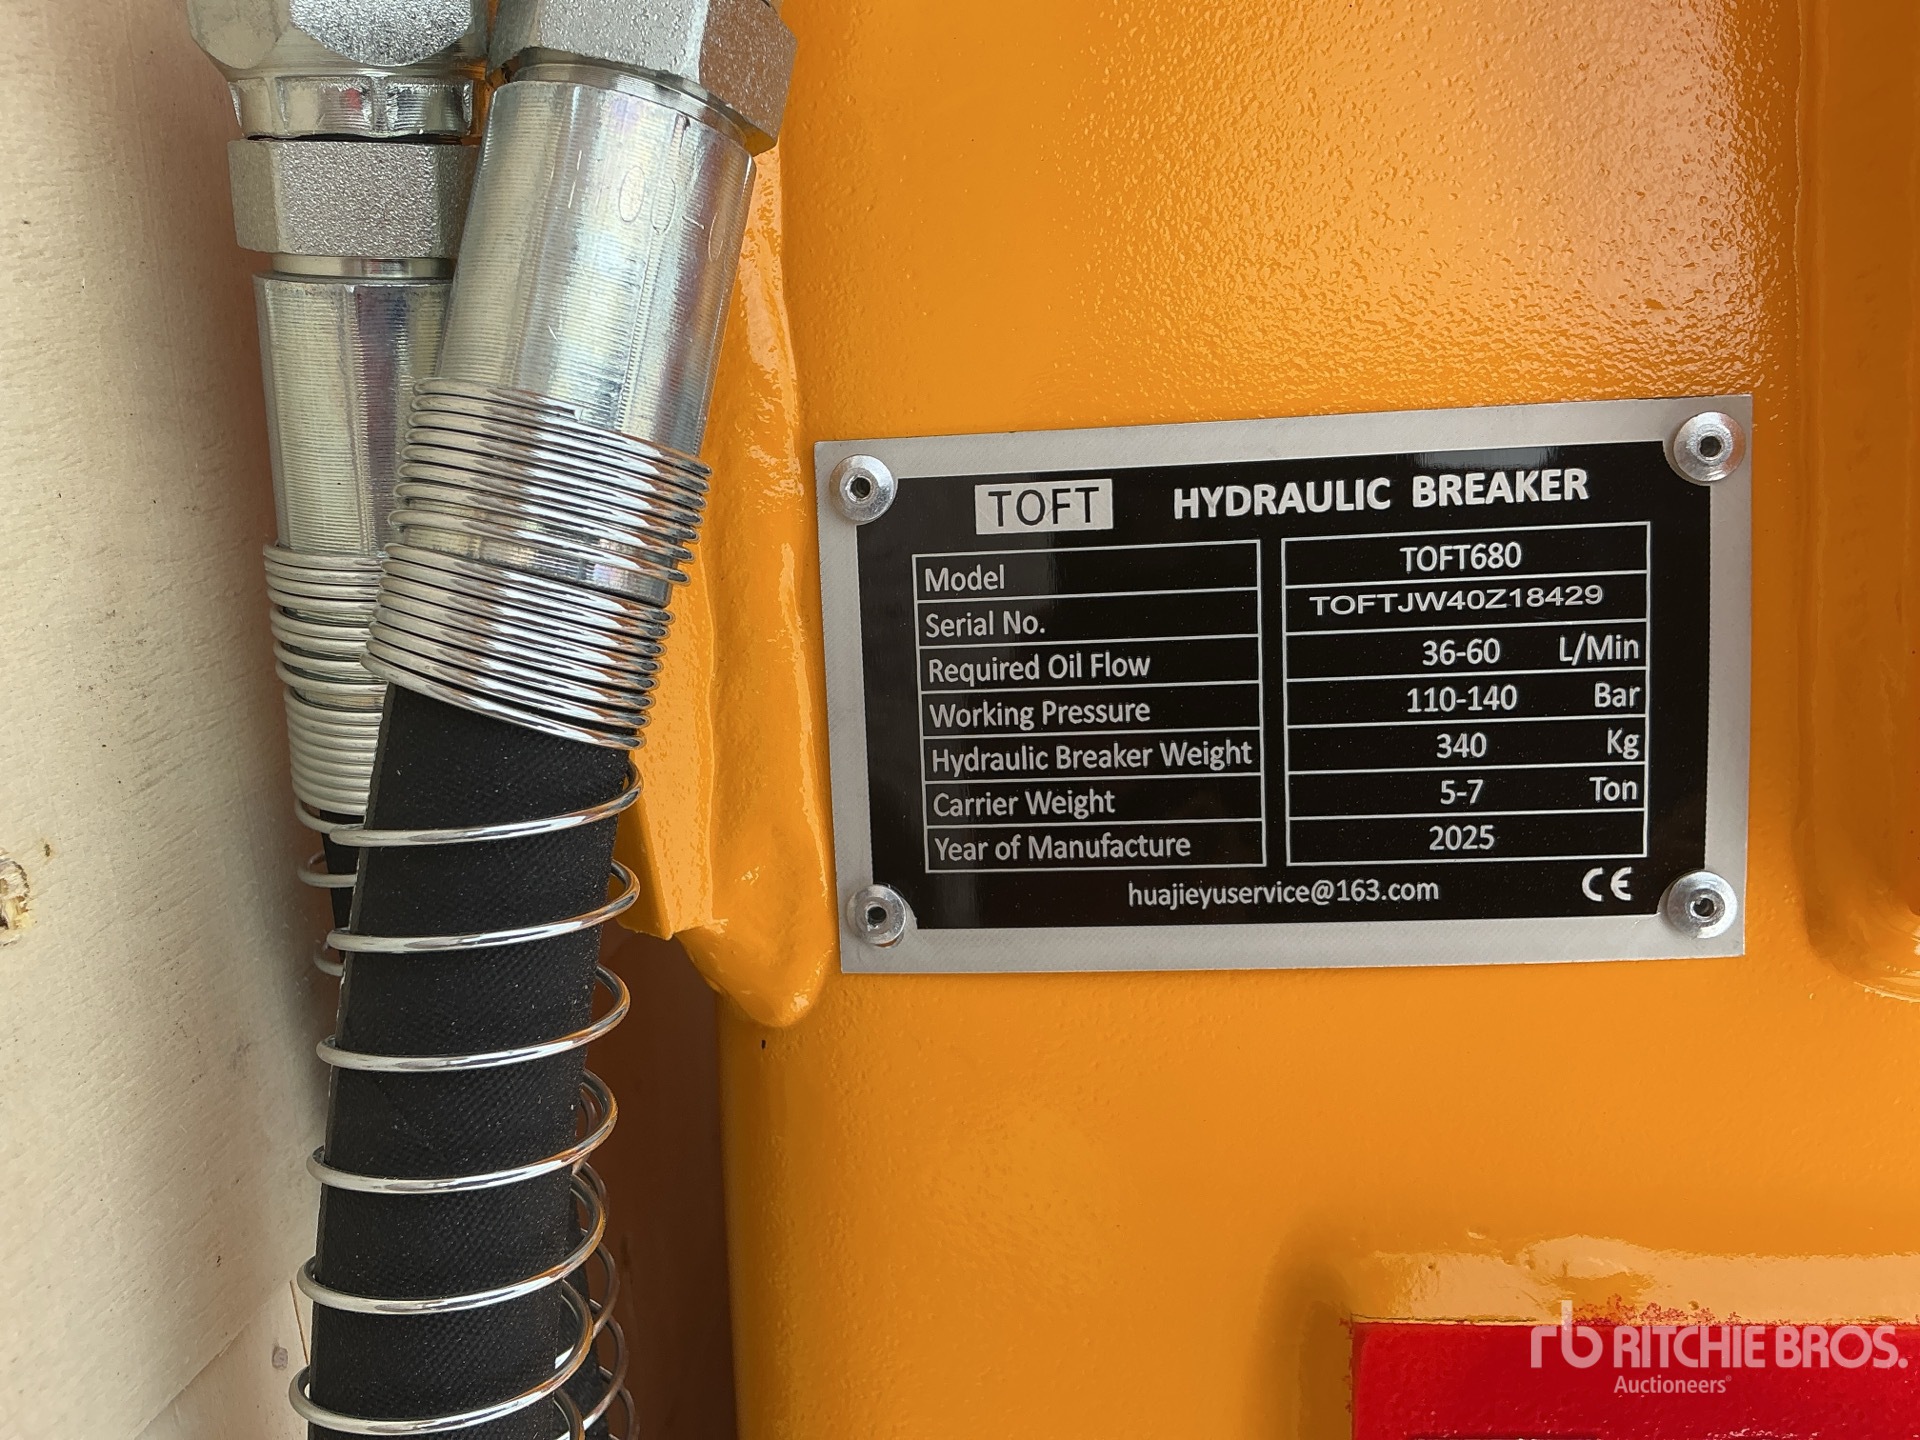 TOFT HYDRAULIC BREAKER
Model TOFT680
Serial No. TOFTJW40Z18429
Required Oil Flow 36-60 L/Min
Working Pressure 110-140 Bar
Hydraulic Breaker Weight 340 Kg
Carrier Weight 5-7 Ton
Year of Manufacture 2025
huajieyuservice@163.com CE
rb RITCHIE BROS.
Auctioneers